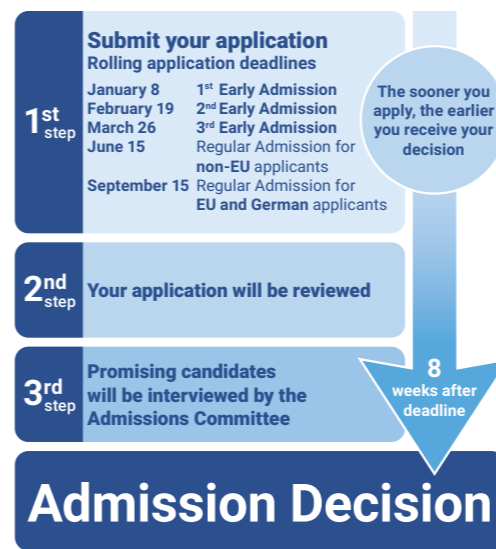 1st step
Submit your application
Rolling application deadlines
January 8 1st Early Admission
February 19 2nd Early Admission
March 26 3rd Early Admission
June 15 Regular Admission for
non-EU applicants
September 15 Regular Admission for
EU and German applicants
The sooner you
apply, the earlier
you receive your
decision
2nd step
Your application will be reviewed
3rd step
Promising candidates
will be interviewed by the
Admissions Committee
8
weeks after
deadline
Admission Decision